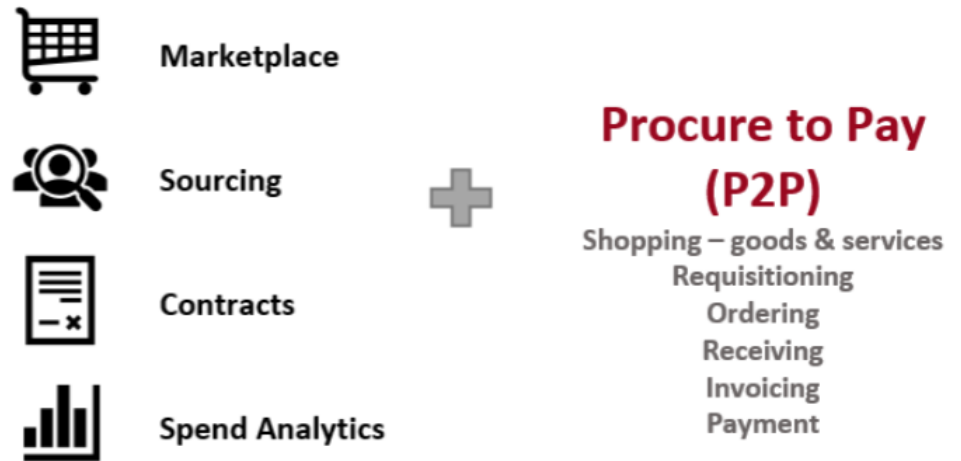 Marketplace
Sourcing
Contracts
Spend Analytics
Procure to Pay
(P2P)
Shopping – goods & services
Requisitioning
Ordering
Receiving
Invoicing
Payment